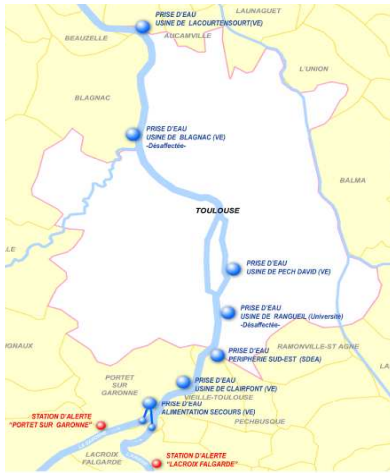 LAUNAGUET
PRISE D'EAU
USINE DE LACOURTENSOURT(VE)
BEAUZELLE
AUCAMVILLE
L'UNION
BLAGNAC
PRISE D'EAU
USINE DE BLAGNAC (VE)
-Désaffectée-
BALMA
TOULOUSE
PRISE D'EAU
USINE DE PECH DAVID (VE)
PRISE D'EAU
USINE DE RANGUEIL (Université)
-Désaffectée-
RAMONVILLE-ST AGNE
PRISE D'EAU
PERIPHÉRIE SUD-EST (SDEA)
PORTET
SUR
GARONNE
PRISE D'EAU
USINE DE CLAIRFONT (VE)
VIEILLE-TOULOUSE
PRISE D'EAU
ALIMENTATION SECOURS (VE)
PECHBUSQUE
STATION D'ALERTE
"PORTET SUR GARONNE"
LACROIX
FALGARDE
STATION D'ALERTE
"LACROIX FALGARDE"